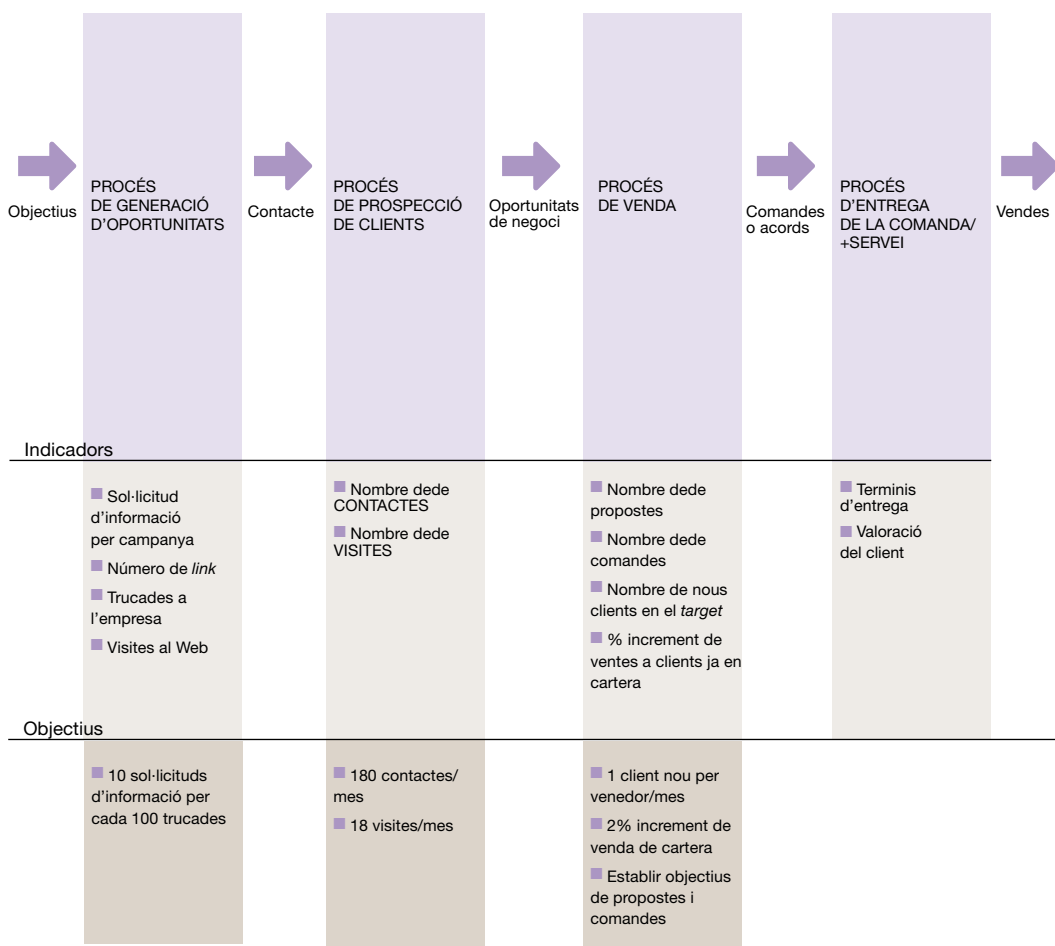 Objectius
PROCÉS
DE GENERACIÓ
D’OPORTUNITATS
Contacte
PROCÉS
DE PROSPECCIÓ
DE CLIENTS
Oportunitats
de negoci
PROCÉS
DE VENDA
Comandes
o acords
PROCÉS
D’ENTREGA
DE LA COMANDA/
+SERVEI
Vendes
Indicadors
Sol·licitud
d’informació
per campanya
Número de link
Trucades a
l’empresa
Visites al Web
Nombre dede
CONTACTES
Nombre dede
VISITES
Nombre dede
propostes
Nombre dede
comandes
Nombre de nous
clients en el target
% increment de
ventes a clients ja en
cartera
Terminis
d’entrega
Valoració
del client
Objectius
10 sol·licituds
d’informació per
cada 100 trucades
180 contactes/
mes
18 visites/mes
1 client nou per
venedor/mes
2% increment de
venda de cartera
Establir objectius
de propostes i
comandes